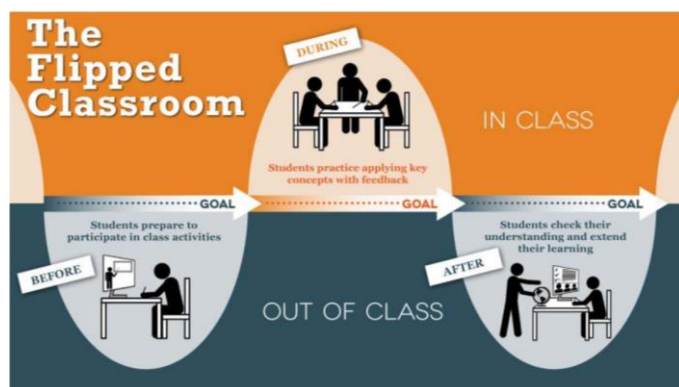 The
Flipped
Classroom
DURING
IN CLASS
Students practice applying key
concepts with feedback
GOAL
GOAL
GOAL
Students prepare to
participate in class activities
BEFORE
OUT OF CLASS
Students check their
understanding and extend
their learning
AFTER